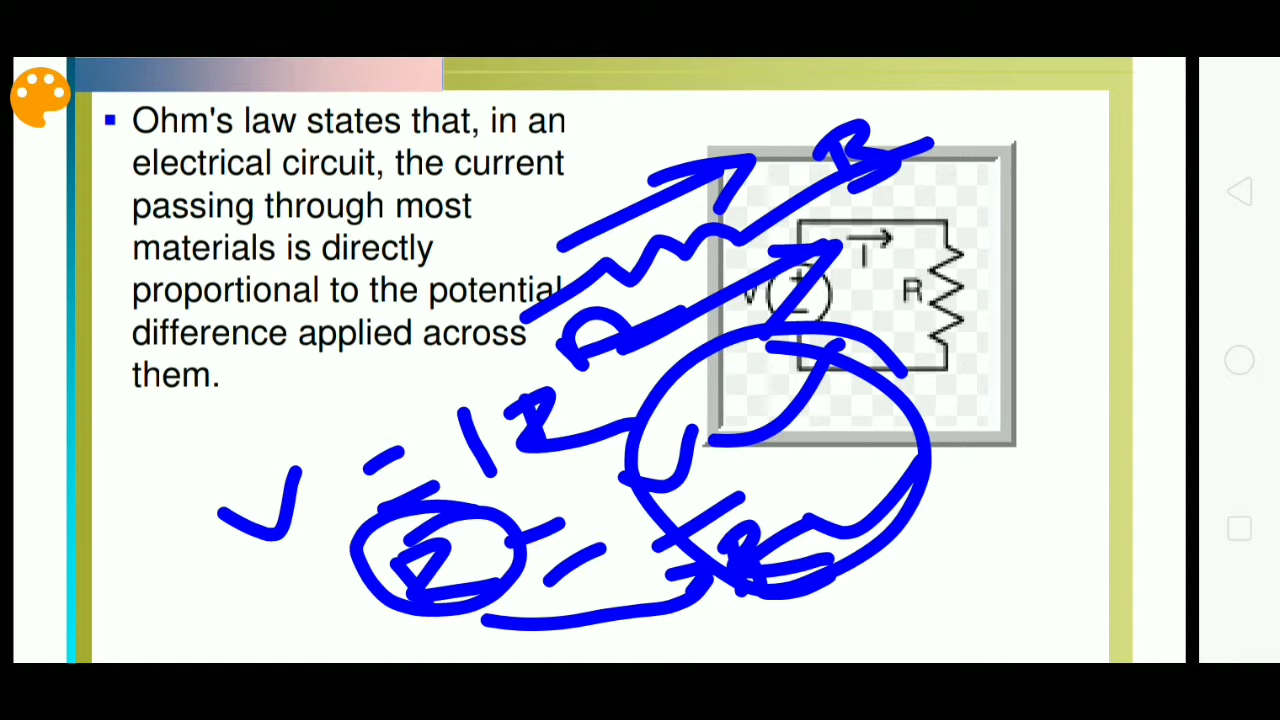 Ohm's law states that, in an
electrical circuit, the current
passing through most
materials is directly
proportional to the potential
difference applied across
them.
I
V
R
+
V = IR
R